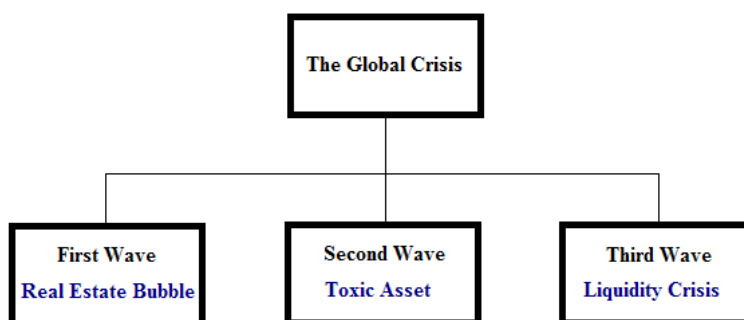 The Global Crisis
First Wave
Real Estate Bubble
Second Wave
Toxic Asset
Third Wave
Liquidity Crisis